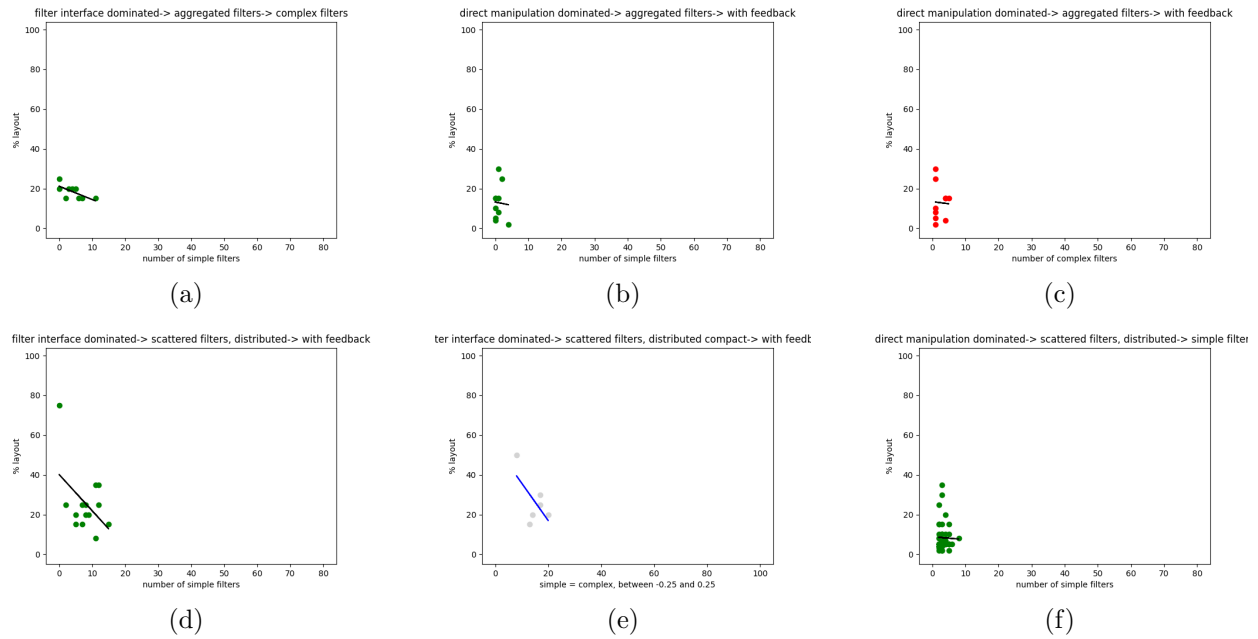 filter interface dominated-> aggregated filters-> complex filters
100
80
60
40
20
0
% layout
0 10 20 30 40 50 60 70 80
number of simple filters
(a)
direct manipulation dominated-> aggregated filters-> with feedback
100
80
60
40
20
0
% layout
0 10 20 30 40 50 60 70 80
number of simple filters
(b)
direct manipulation dominated-> aggregated filters-> with feedback
100
80
60
40
20
0
% layout
0 10 20 30 40 50 60 70 80
number of complex filters
(c)
filter interface dominated-> scattered filters, distributed-> with feedback
100
80
60
40
20
0
% layout
0 10 20 30 40 50 60 70 80
number of simple filters
(d)
ter interface dominated-> scattered filters, distributed compact-> with feedb
100
80
60
40
20
0
% layout
0 20 40 60 80 100
simple = complex, between -0.25 and 0.25
(e)
direct manipulation dominated-> scattered filters, distributed-> simple filter
100
80
60
40
20
0
% layout
0 10 20 30 40 50 60 70 80
number of simple filters
(f)